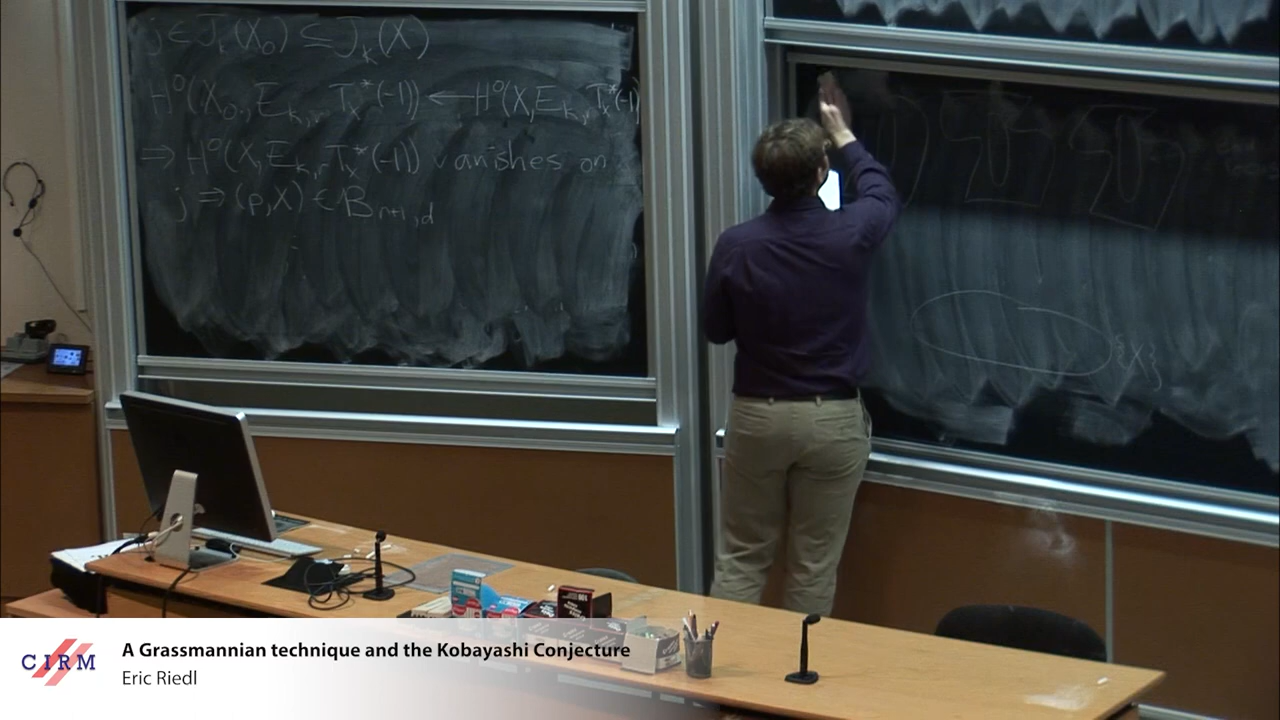 j ∈ J_k(X_0) ⊆ J_k(X)
H^0(X_0, E_{k,r} T_X^*(-1)) ← H^0(X, E_{k,r} T_X^*(-1)
⇒ H^0(X, E_{k,r} T_X^*(-1)) vanishes on
j ⇒ (p,X) ∈ B_{n+1,d}
{X}
CIRM
A Grassmannian technique and the Kobayashi Conjecture
Eric Riedl